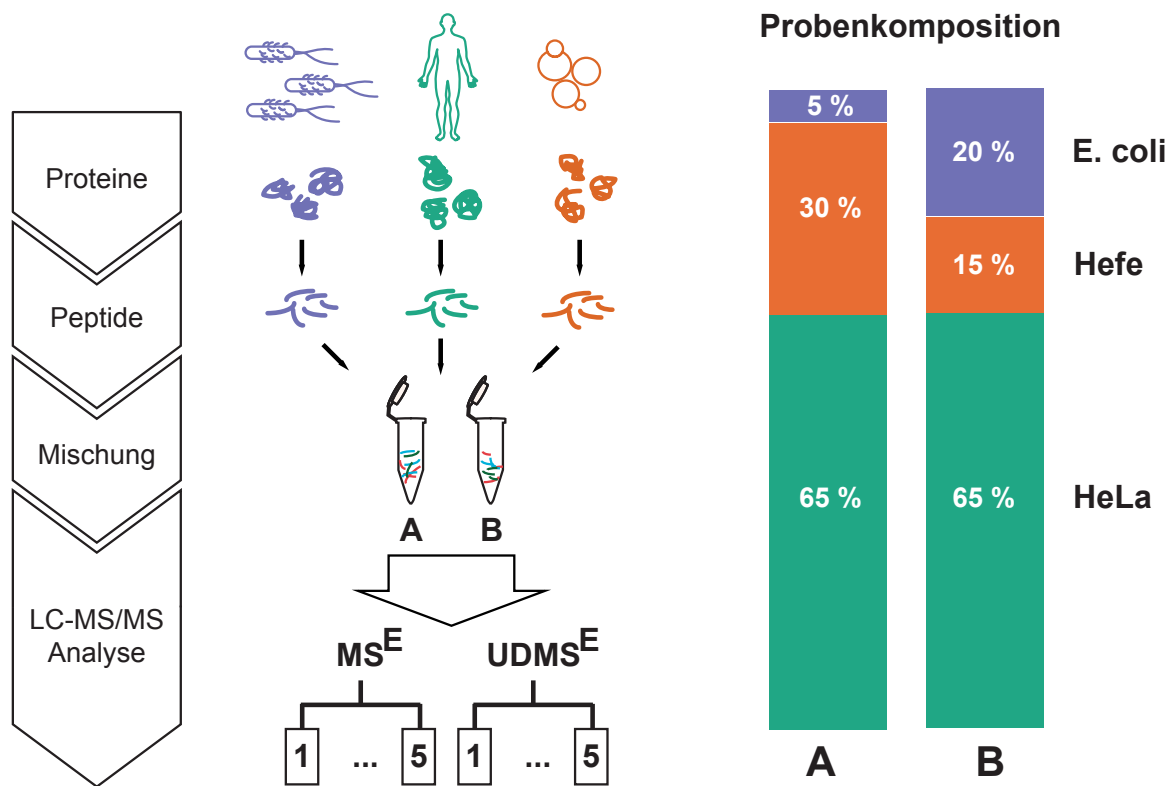 Proteine
Peptide
Mischung
LC-MS/MS
Analyse
A B
MS^E UDMS^E
1 ... 5 1 ... 5
Probenkomposition
5 %
30 %
65 %
20 %
15 %
65 %
E. coli
Hefe
HeLa
A B